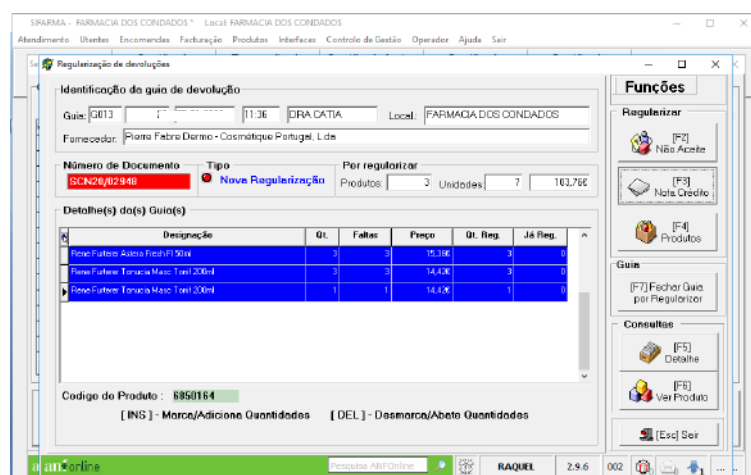 SIFARMA - FARMACIA DOS CONDADOS * Local: FARMACIA DOS CONDADOS
Atendimento Utentes Encomendas Facturação Produtos Interfaces Controlo de Gestão Operador Ajuda Sair
Regularização de devoluções
Identificação da guia de devolução
Guia: G013 11:36 DRA CATIA Local: FARMACIA DOS CONDADOS
Fornecedor: Pierre Fabre Dermo - Cosmétique Portugal, Lda
Número de Documento Tipo Por regularizar
SCN20/02948 Nova Regularização Produtos: 3 Unidades: 7 103,76€
Detalhe(s) da(s) Guia(s)
Designação Qt. Faltas Preço Qt. Reg. Já Reg.
Rene Furterer Astera Fresh Fl 50ml 3 3 15,36€ 3 0
Rene Furterer Tonucia Masc Tonif 200ml 3 3 14,42€ 3 0
Rene Furterer Tonucia Masc Tonif 200ml 1 1 14,42€ 1 0
Codigo do Produto : 6850164
[ INS ] - Marca/Adiciona Quantidades [ DEL ] - Desmarca/Abate Quantidades
Funções
Regularizar
[F2]
Não Aceite
[F3]
Nota Crédito
[F4]
Produtos
Guia
[F7] Fechar Guia
por Regularizar
Consultas
[F5]
Detalhe
[F6]
Ver Produto
[Esc] Sair
anfonline Pesquisa ANFOnline RAQUEL 2.9.6 002